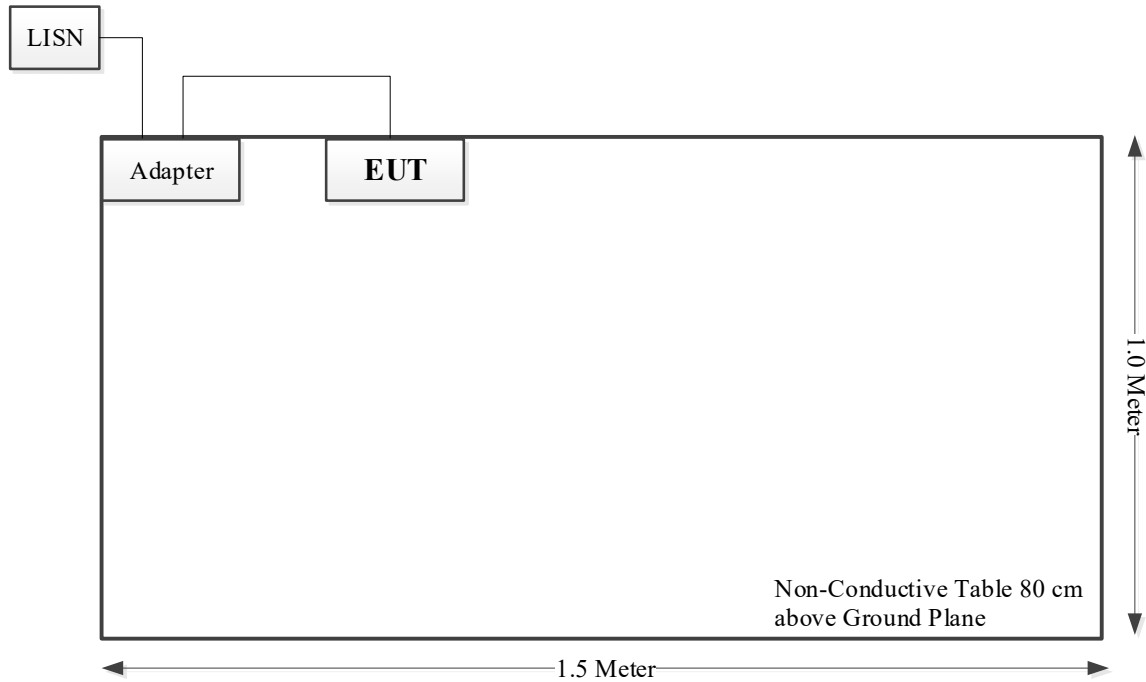 LISN
Adapter
EUT
1.0 Meter
Non-Conductive Table 80 cm
above Ground Plane
1.5 Meter